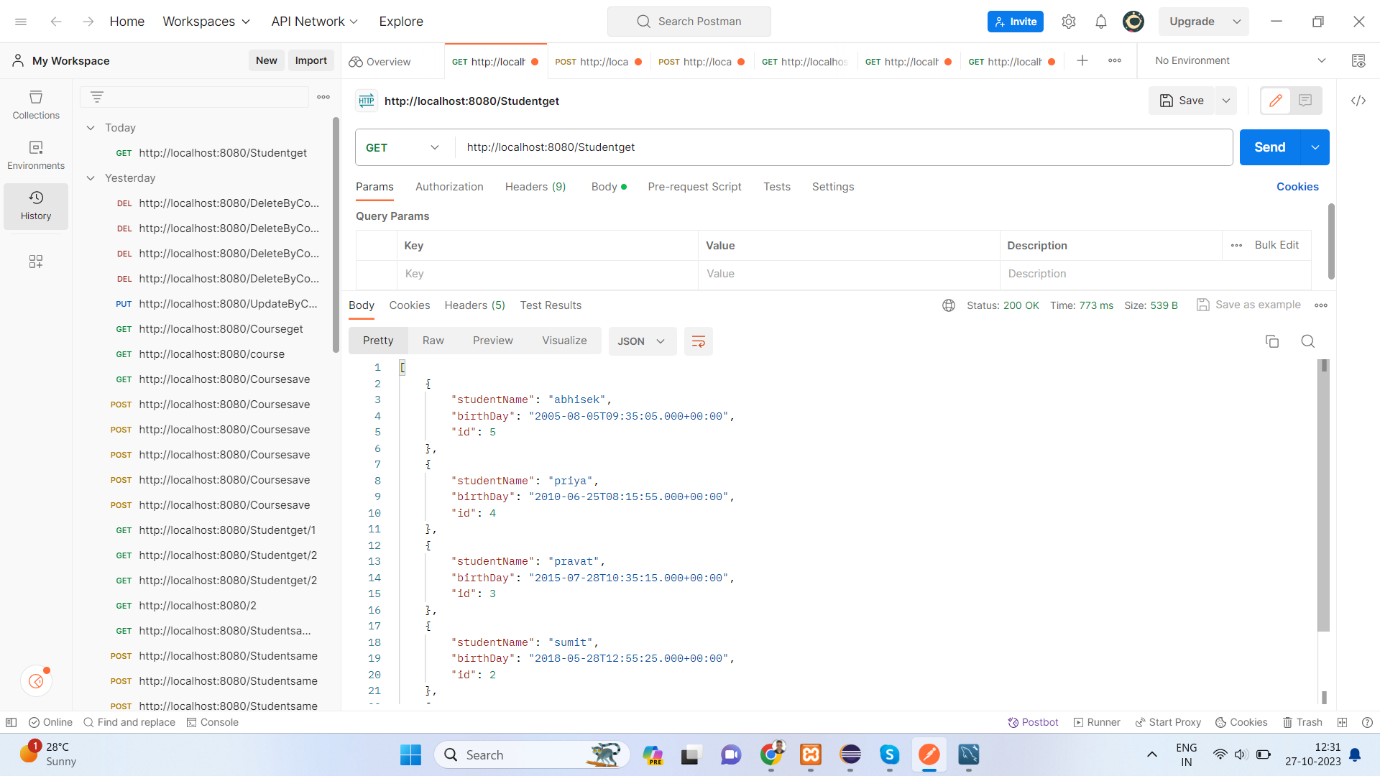 Home Workspaces API Network Explore Search Postman Invite Upgrade
My Workspace New Import Overview GET http://localh POST http://loca POST http://loca GET http://localhos GET http://localh GET http://localh No Environment
Collections
Environments
History
Today
GET http://localhost:8080/Studentget
Yesterday
DEL http://localhost:8080/DeleteByCo...
DEL http://localhost:8080/DeleteByCo...
DEL http://localhost:8080/DeleteByCo...
DEL http://localhost:8080/DeleteByCo...
PUT http://localhost:8080/UpdateByC...
GET http://localhost:8080/Courseget
GET http://localhost:8080/course
GET http://localhost:8080/Coursesave
POST http://localhost:8080/Coursesave
POST http://localhost:8080/Coursesave
POST http://localhost:8080/Coursesave
POST http://localhost:8080/Coursesave
POST http://localhost:8080/Coursesave
GET http://localhost:8080/Studentget/1
GET http://localhost:8080/Studentget/2
GET http://localhost:8080/Studentget/2
GET http://localhost:8080/2
GET http://localhost:8080/Studentsa...
POST http://localhost:8080/Studentsame
POST http://localhost:8080/Studentsame
POST http://localhost:8080/Studentsame
HTTP http://localhost:8080/Studentget Save
GET http://localhost:8080/Studentget Send
Params Authorization Headers (9) Body Pre-request Script Tests Settings Cookies
Query Params
Key Value Description Bulk Edit
Key Value Description
Body Cookies Headers (5) Test Results Status: 200 OK Time: 773 ms Size: 539 B Save as example
Pretty Raw Preview Visualize JSON
1 [
2 {
3 "studentName": "abhisek",
4 "birthDay": "2005-08-05T09:35:05.000+00:00",
5 "id": 5
6 },
7 {
8 "studentName": "priya",
9 "birthDay": "2010-06-25T08:15:55.000+00:00",
10 "id": 4
11 },
12 {
13 "studentName": "pravat",
14 "birthDay": "2015-07-28T10:35:15.000+00:00",
15 "id": 3
16 },
17 {
18 "studentName": "sumit",
19 "birthDay": "2018-05-28T12:55:25.000+00:00",
20 "id": 2
21 },
Online Find and replace Console Postbot Runner Start Proxy Cookies Trash
1 28°C
Sunny
Search
PRE
ENG
IN
12:31
27-10-2023